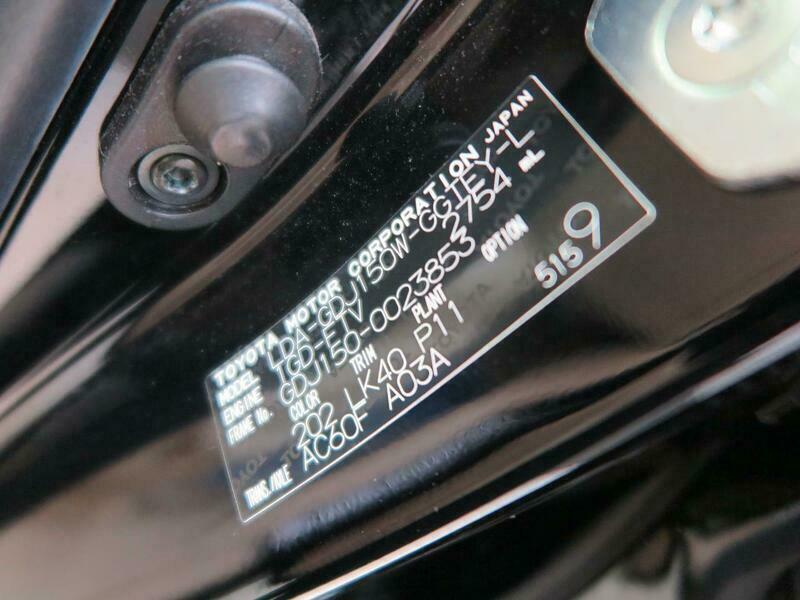 TOYOTA MOTOR CORPORATION JAPAN
MODEL LDA-GDJ150W-GGTEY-L
ENGINE 1GD-FTV 2754 mL
FRAME No. GDJ150-0023853
COLOR TRIM PLANT OPTION
202 LK40 P11 5159
TRANS./AXLE AC60F A03A